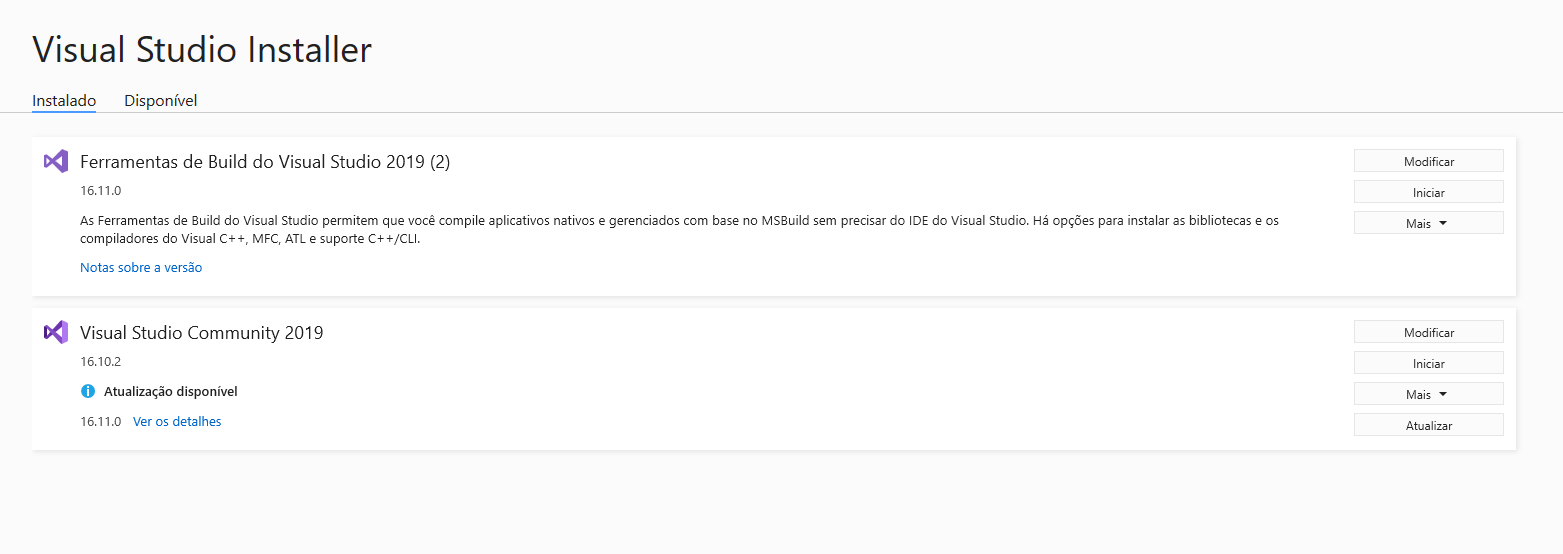 Visual Studio Installer
Instalado Disponível
Ferramentas de Build do Visual Studio 2019 (2)
Modificar
16.11.0
Iniciar
As Ferramentas de Build do Visual Studio permitem que você compile aplicativos nativos e gerenciados com base no MSBuild sem precisar do IDE do Visual Studio. Há opções para instalar as bibliotecas e os
compiladores do Visual C++, MFC, ATL e suporte C++/CLI.
Mais
Notas sobre a versão
Visual Studio Community 2019
Modificar
16.10.2
Iniciar
Atualização disponível
Mais
16.11.0 Ver os detalhes
Atualizar